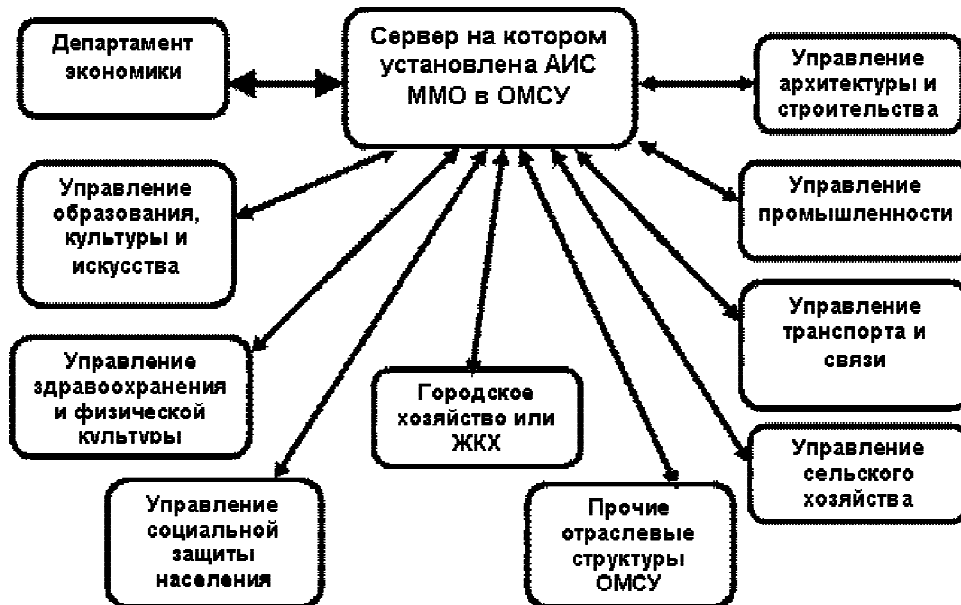 Департамент
экономики
Сервер на котором
установлена АИС
ММО в ОМСУ
Управление
архитектуры и
строительства
Управление
образования,
культуры и
искусства
Управление
промышленности
Управление
транспорта и
связи
Управление
здравоохранения
и физической
культуры
Городское
хозяйство или
ЖКХ
Управление
сельского
хозяйства
Управление
социальной
защиты
населения
Прочие
отраслевые
структуры
ОМСУ